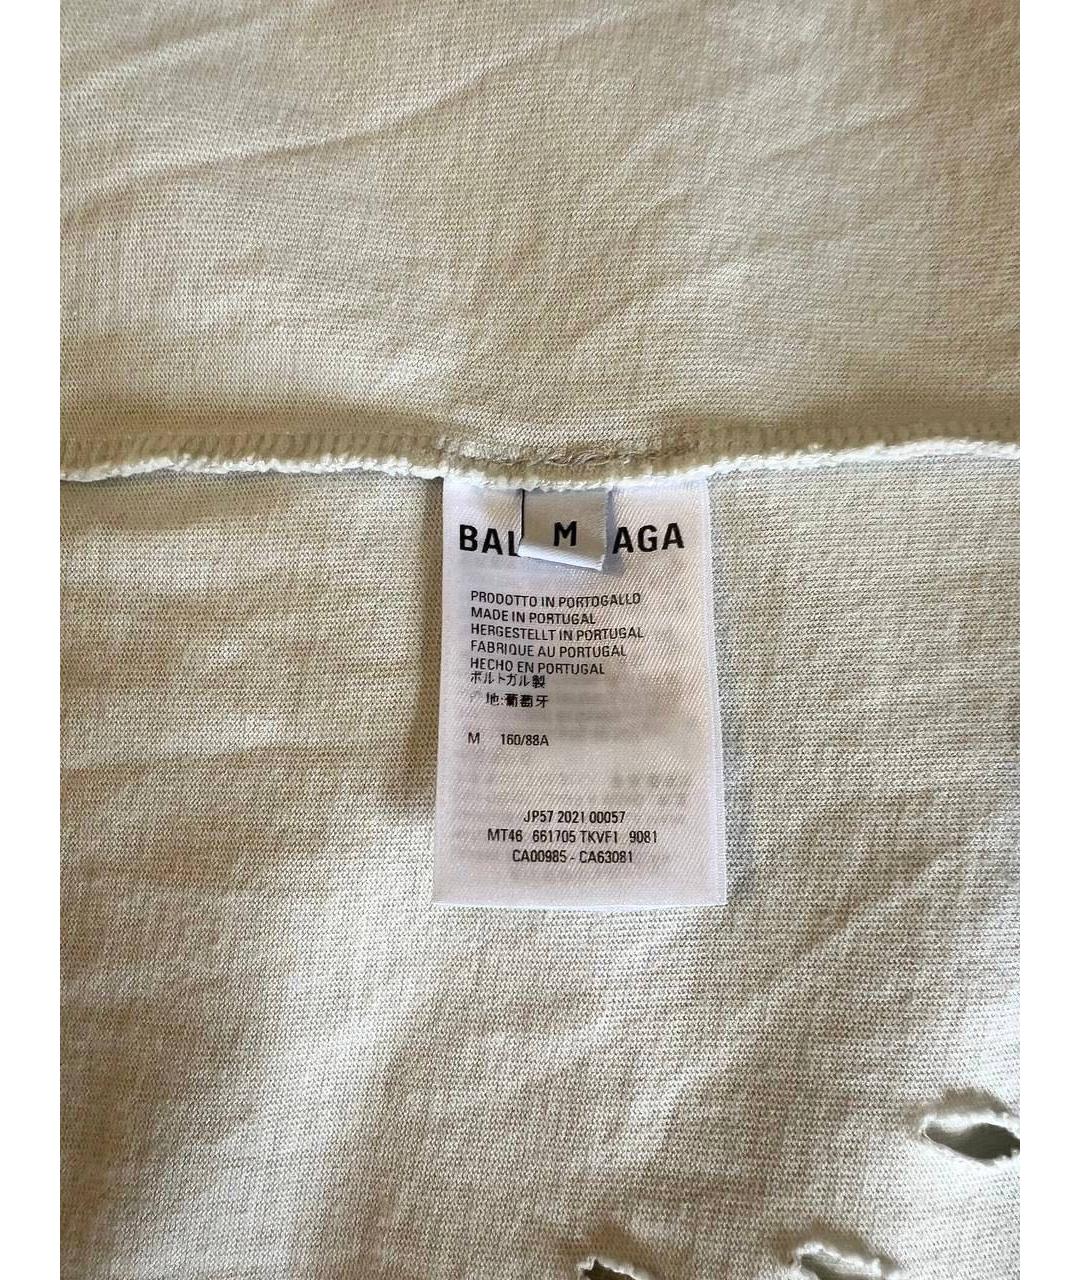 BAL M AGA
PRODOTTO IN PORTOGALLO
MADE IN PORTUGAL
HERGESTELLT IN PORTUGAL
FABRIQUE AU PORTUGAL
HECHO EN PORTUGAL
ポルトガル製
地:葡萄牙
M 160/88A
JP57 2021 00057
MT46 661705 TKVF1 9081
CA00985 - CA63081